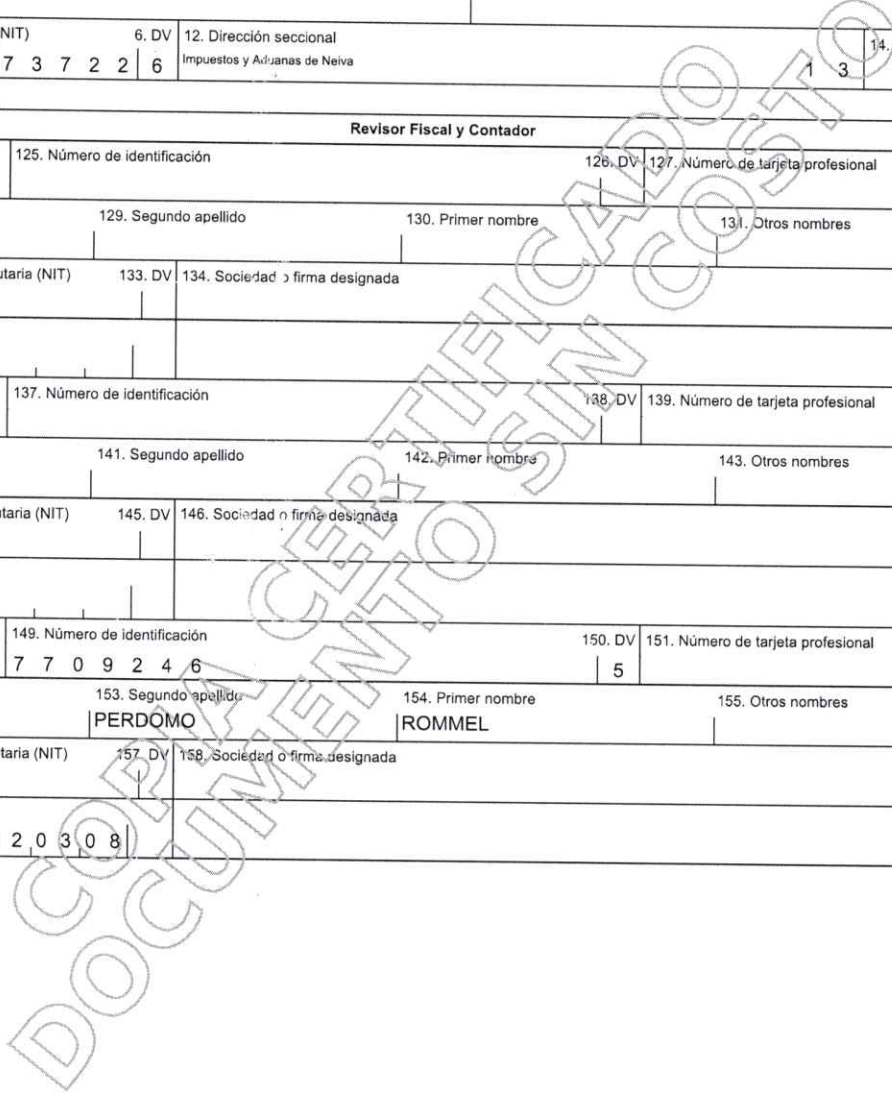 NIT) 6. DV 12. Dirección seccional 14.
7 3 7 2 2 6 Impuestos y Aduanas de Neiva 1 3
Revisor Fiscal y Contador
125. Número de identificación 126. DV 127. Número de tarjeta profesional
129. Segundo apellido 130. Primer nombre 131. Otros nombres
utaria (NIT) 133. DV 134. Sociedad o firma designada
137. Número de identificación 138. DV 139. Número de tarjeta profesional
141. Segundo apellido 142. Primer nombre 143. Otros nombres
utaria (NIT) 145. DV 146. Sociedad o firma designada
149. Número de identificación 150. DV 151. Número de tarjeta profesional
7 7 0 9 2 4 6 5
153. Segundo apellido 154. Primer nombre 155. Otros nombres
PERDOMO ROMMEL
taria (NIT) 157. DV 158. Sociedad o firma designada
2 0 3 0 8
COPIA CERTIFICADO
DOCUMENTO SIN COSTO